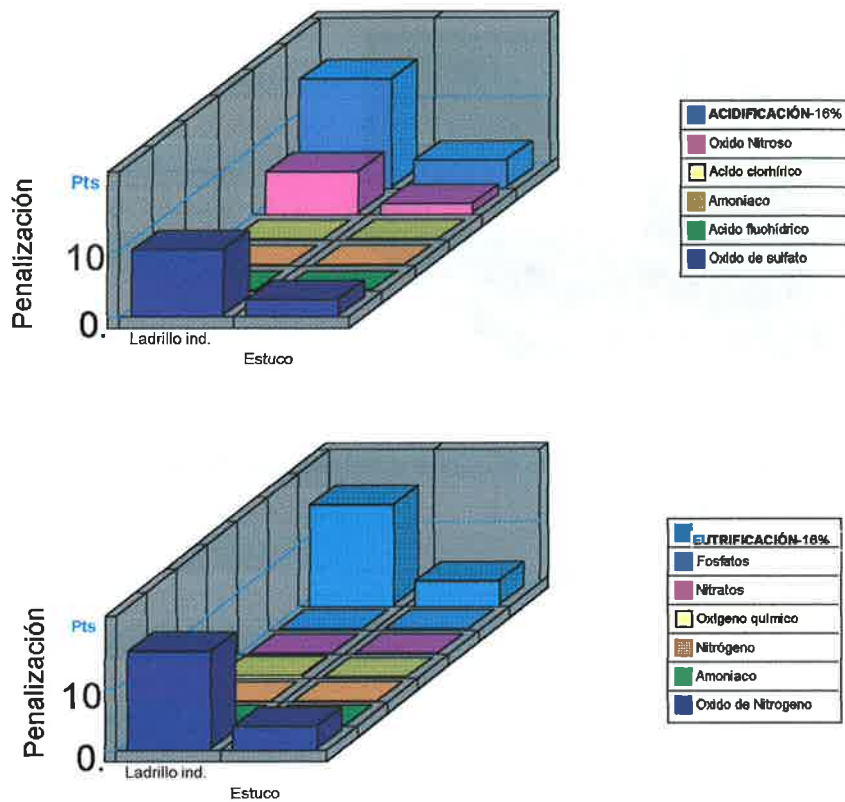 Penalización
Pts
10
0.
Ladrillo ind.
Estuco
ACIDIFICACIÓN-16%
Oxido Nitroso
Acido clorhírico
Amoniaco
Acido fluohídrico
Oxido de sulfato
Penalización
Pts
10
0.
Ladrillo ind.
Estuco
EUTRIFICACIÓN-16%
Fosfatos
Nitratos
Oxigeno quimico
Nitrógeno
Amoniaco
Oxido de Nitrogeno